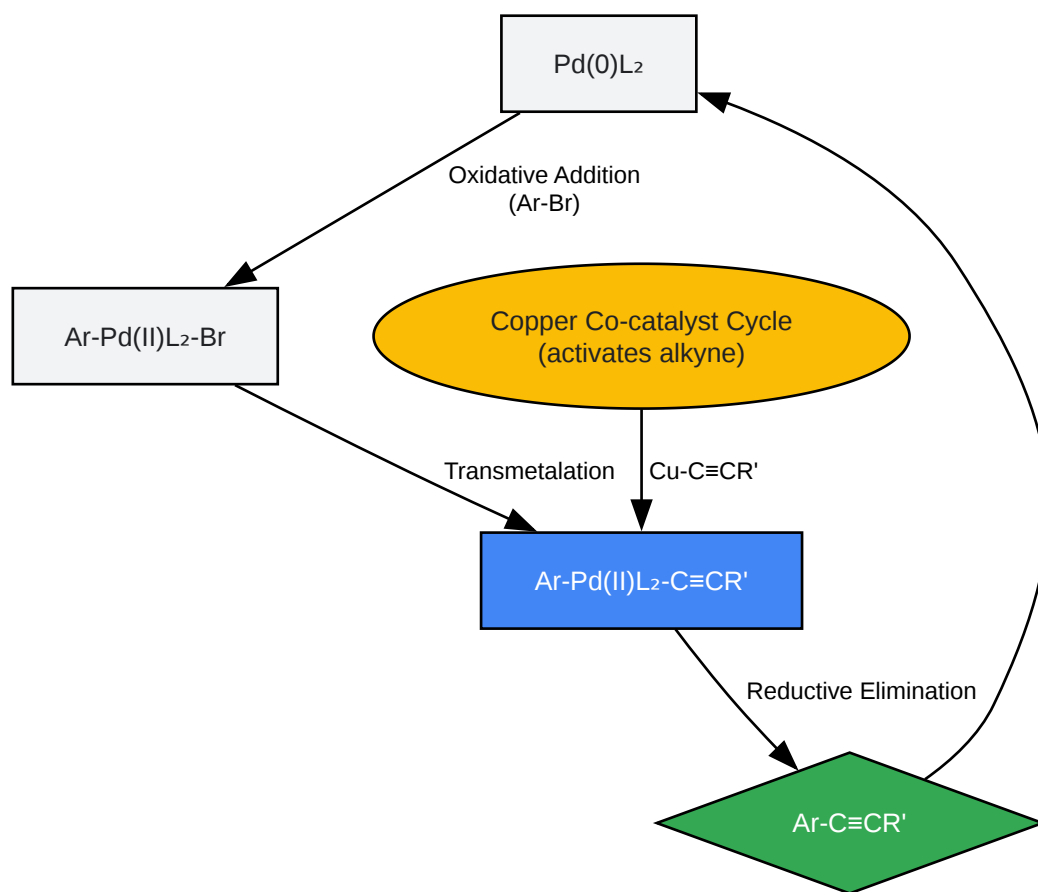 Pd(0)L₂
Oxidative Addition
(Ar-Br)
Copper Co-catalyst Cycle
(activates alkyne)
Ar-Pd(II)L₂-Br
Transmetalation
Cu-C≡CR'
Ar-Pd(II)L₂-C≡CR'
Reductive Elimination
Ar-C≡CR'